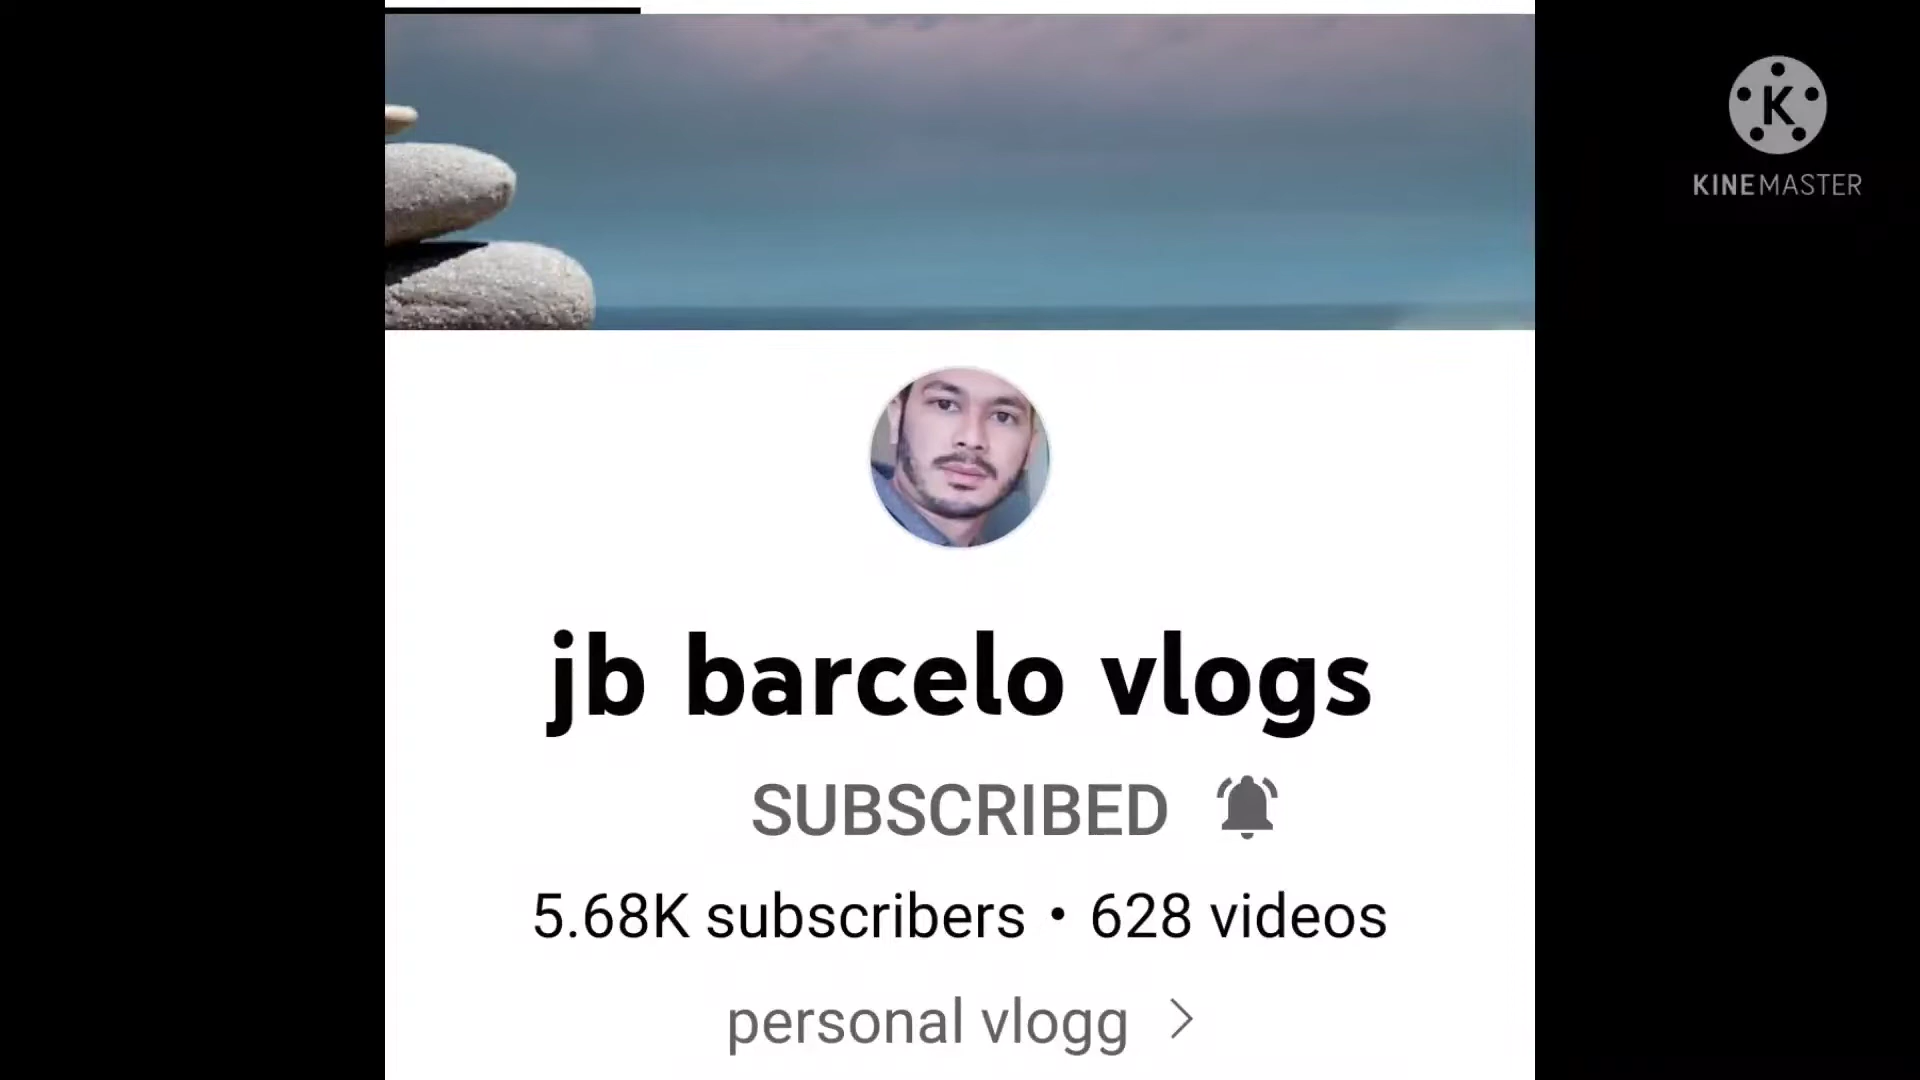 K
KINEMASTER
jb barcelo vlogs
SUBSCRIBED
5.68K subscribers • 628 videos
personal vlogg >